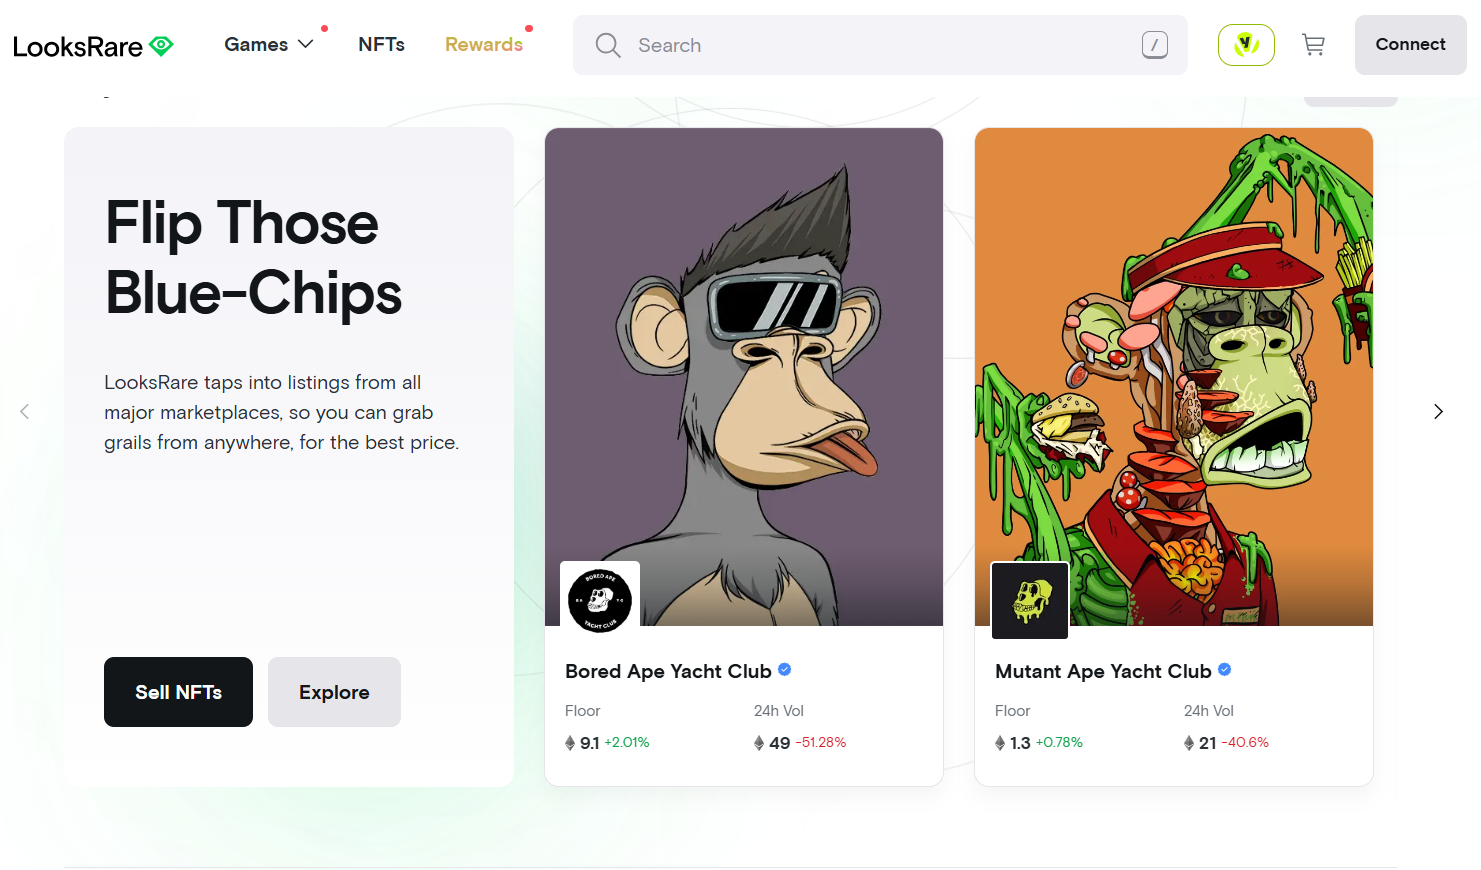 LooksRare
Games
NFTs
Rewards
Search
/
Connect
Flip Those
Blue-Chips
LooksRare taps into listings from all
major marketplaces, so you can grab
grails from anywhere, for the best price.
Sell NFTs
Explore
BORED APE
YACHT CLUB
Bored Ape Yacht Club
Floor
24h Vol
9.1 +2.01%
49 -51.28%
Mutant Ape Yacht Club
Floor
24h Vol
1.3 +0.78%
21 -40.6%